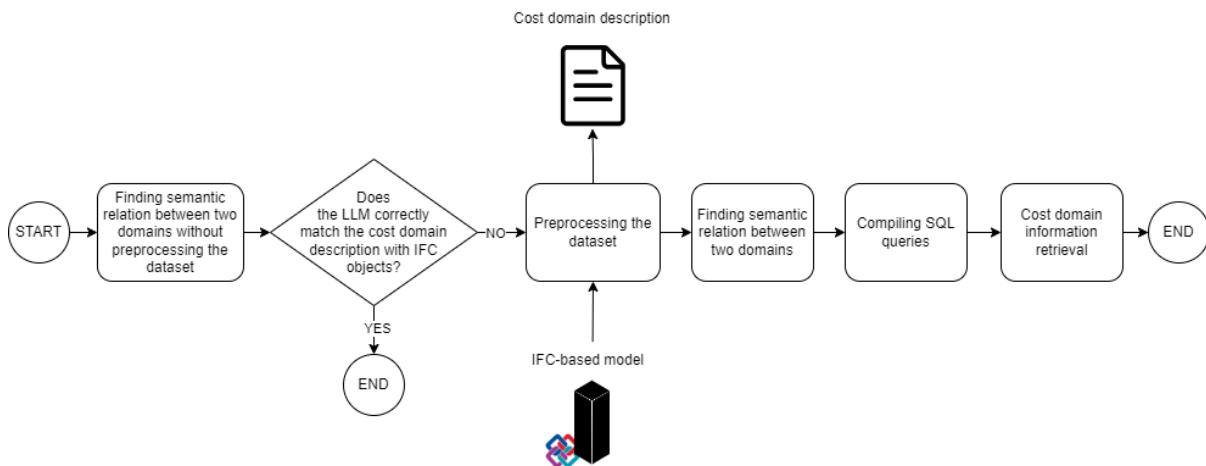 Cost domain description
START
Finding semantic
relation between two
domains without
preprocessing the
dataset
Does
the LLM correctly
match the cost domain
description with IFC
objects?
NO
Preprocessing the
dataset
Finding semantic
relation between
two domains
Compiling SQL
queries
Cost domain
information
retrieval
END
YES
END
IFC-based model